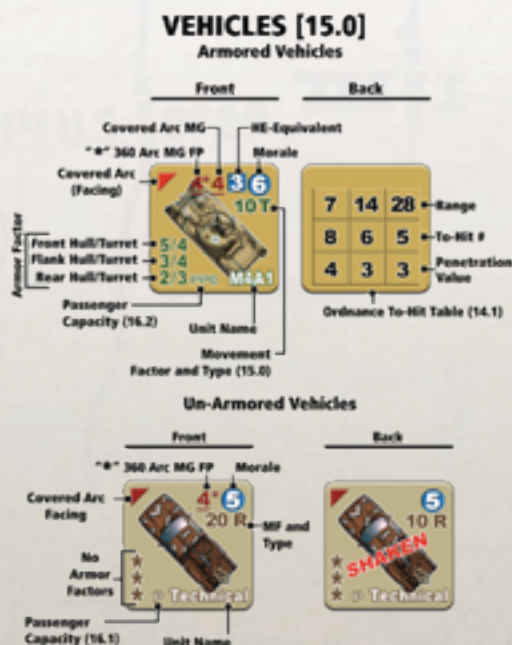 VEHICLES [15.0]
Armored Vehicles
Front
Back
Covered Arc MG
HE-Equivalent
"*" 360 Arc MG FP
Morale
Covered Arc
(Facing)
4* 4 3 6
10 T
7 14 28
Range
8 6 5
To-Hit #
4 3 3
Penetration
Value
Armor Factor
Front Hull/Turret
5/4
Flank Hull/Turret
3/4
Rear Hull/Turret
2/3
M4A1
Passenger
Capacity (16.2)
Unit Name
Ordnance To-Hit Table (14.1)
Movement
Factor and Type (15.0)
Un-Armored Vehicles
Front
Back
"*" 360 Arc MG FP
Morale
Covered Arc
Facing
4* 5
20 R
MF and
Type
5
10 R
SHAKEN
No
Armor
Factors
P Technical
P Technical
Passenger
Capacity (16.1)
Unit Name